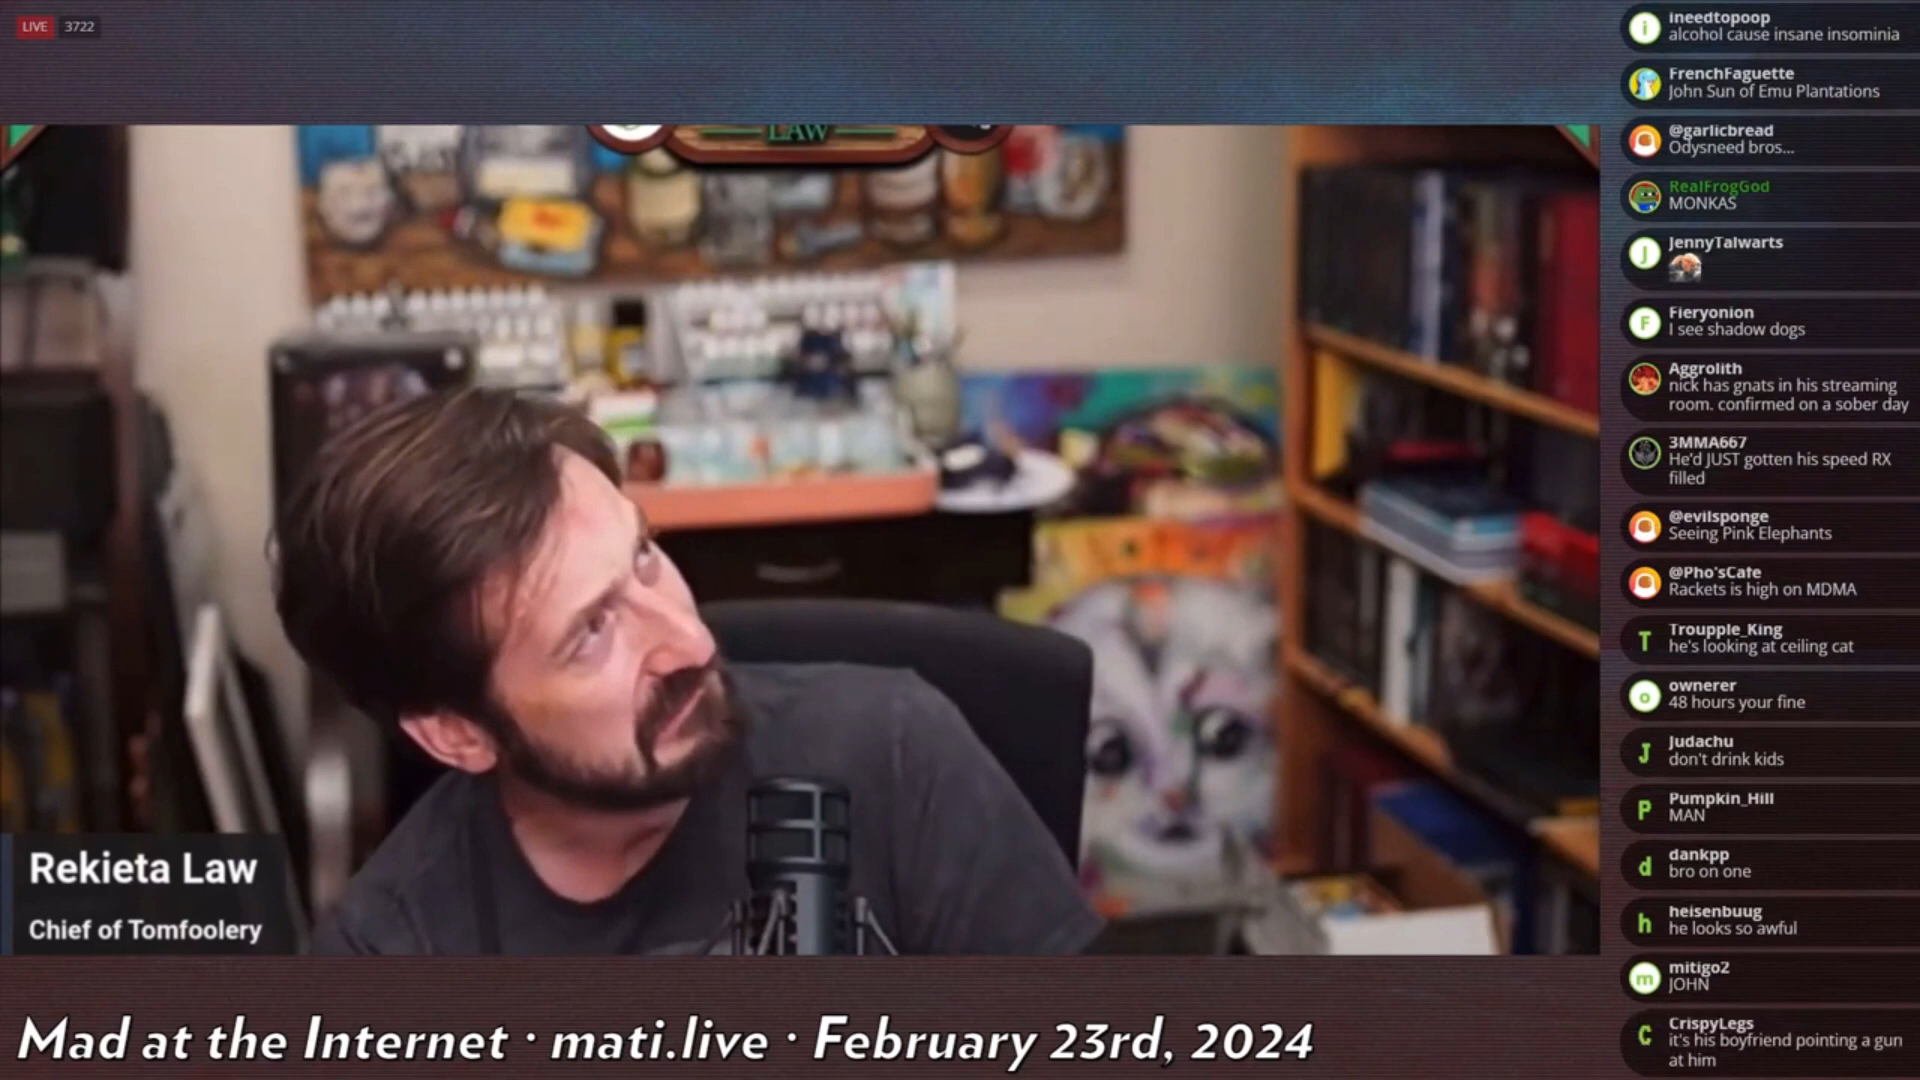 LIVE 3722
LAW
Rekieta Law
Chief of Tomfoolery
Mad at the Internet · mati.live · February 23rd, 2024
ineedtopoop
alcohol cause insane insominia
FrenchFaguette
John Sun of Emu Plantations
@garlicbread
Odysneed bros...
RealFrogGod
MONKAS
JennyTalwarts
Fieryonion
I see shadow dogs
Aggrolith
nick has gnats in his streaming
room. confirmed on a sober day
3MMA667
He'd JUST gotten his speed RX
filled
@evilsponge
Seeing Pink Elephants
@Pho'sCafe
Rackets is high on MDMA
Troupple_King
he's looking at ceiling cat
ownerer
48 hours your fine
Judachu
don't drink kids
Pumpkin_Hill
MAN
dankpp
bro on one
heisenbuug
he looks so awful
mitigo2
JOHN
CrispyLegs
it's his boyfriend pointing a gun
at him